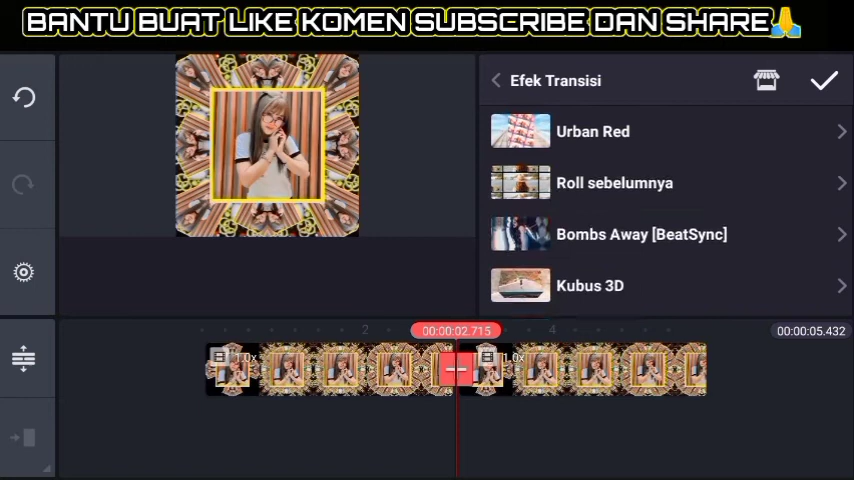 BANTU BUAT LIKE KOMEN SUBSCRIBE DAN SHARE🙏
Efek Transisi
Urban Red
Roll sebelumnya
Bombs Away [BeatSync]
Kubus 3D
2
00:00:02.715
4
00:00:05.432
1.0x
1.0x